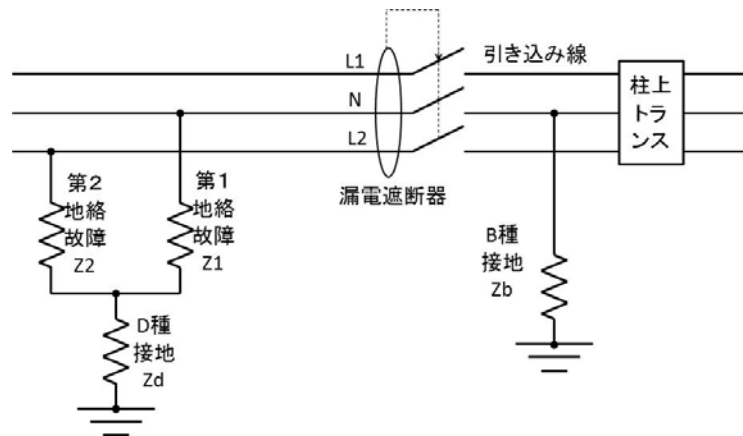 L1
引き込み線
N
L2
柱上
トラ
ンス
漏電遮断器
第2
地絡
故障
Z2
第1
地絡
故障
Z1
B種
接地
Zb
D種
接地
Zd